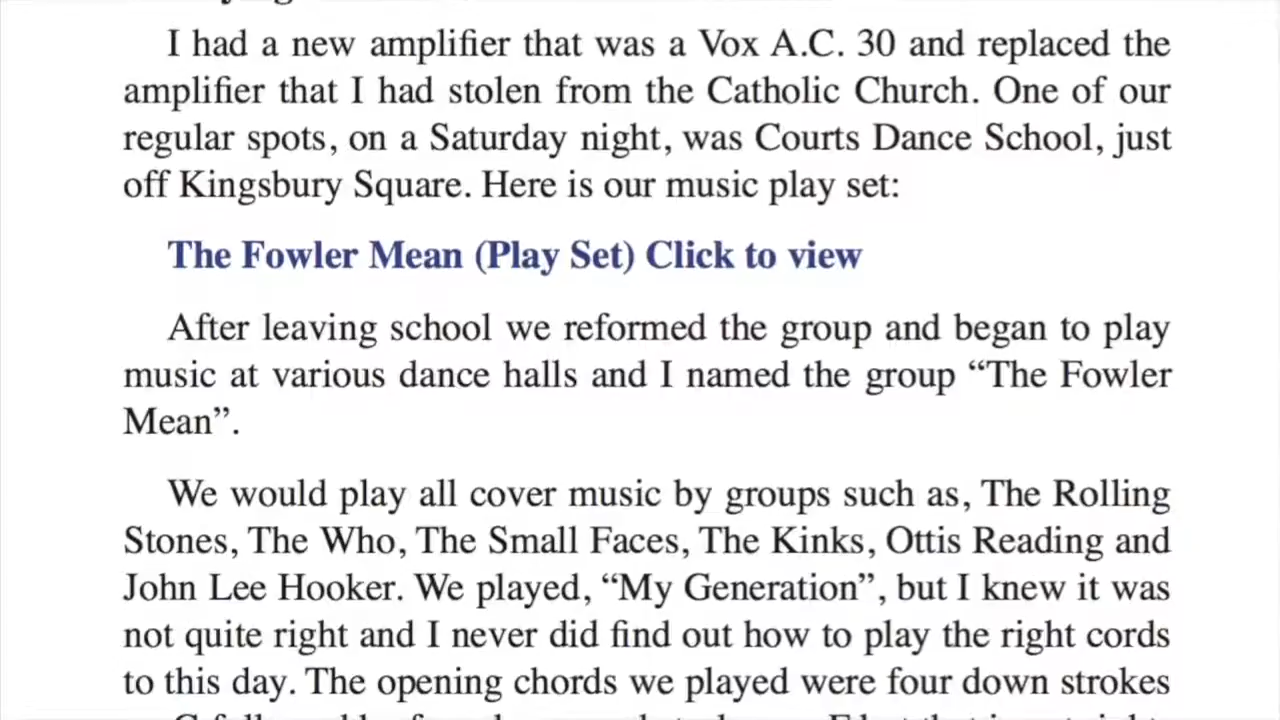 I had a new amplifier that was a Vox A.C. 30 and replaced the
amplifier that I had stolen from the Catholic Church. One of our
regular spots, on a Saturday night, was Courts Dance School, just
off Kingsbury Square. Here is our music play set:
The Fowler Mean (Play Set) Click to view
After leaving school we reformed the group and began to play
music at various dance halls and I named the group “The Fowler
Mean”.
We would play all cover music by groups such as, The Rolling
Stones, The Who, The Small Faces, The Kinks, Ottis Reading and
John Lee Hooker. We played, “My Generation”, but I knew it was
not quite right and I never did find out how to play the right cords
to this day. The opening chords we played were four down strokes